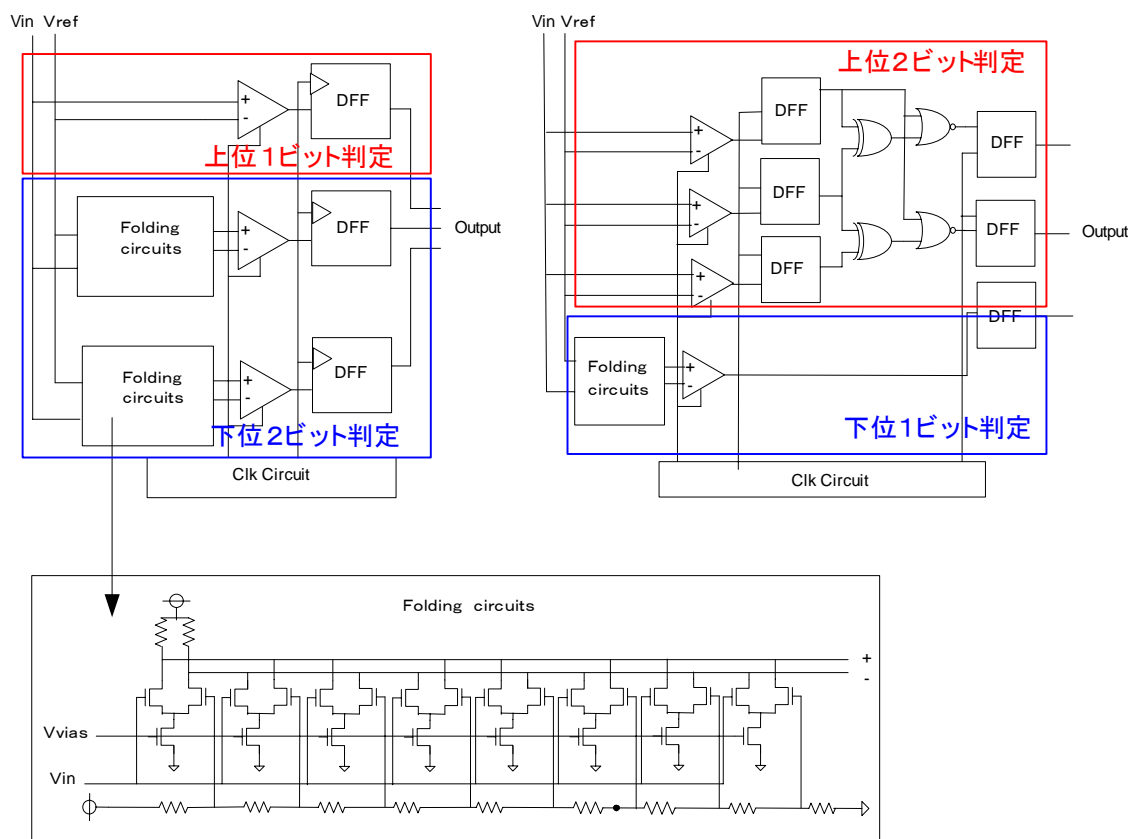 Vin Vref
上位１ビット判定
+
-
DFF
Folding
circuits
+
-
DFF
Output
Folding
circuits
+
-
DFF
下位２ビット判定
Clk Circuit
Vin Vref
上位２ビット判定
+
-
DFF
DFF
+
-
DFF
DFF
Output
+
-
DFF
DFF
Folding
circuits
+
-
下位１ビット判定
Clk Circuit
Folding circuits
+
-
Vvias
Vin